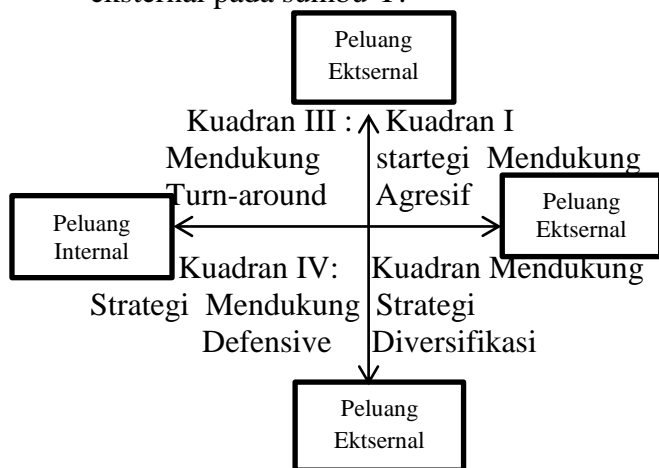 eksternal pada sumbu Y.
Peluang
Ektsernal
Kuadran III : Kuadran I
Mendukung startegi Mendukung
Turn-around Agresif
Peluang
Internal
Peluang
Ektsernal
Kuadran IV: Kuadran Mendukung
Strategi Mendukung Strategi
Defensive Diversifikasi
Peluang
Ektsernal